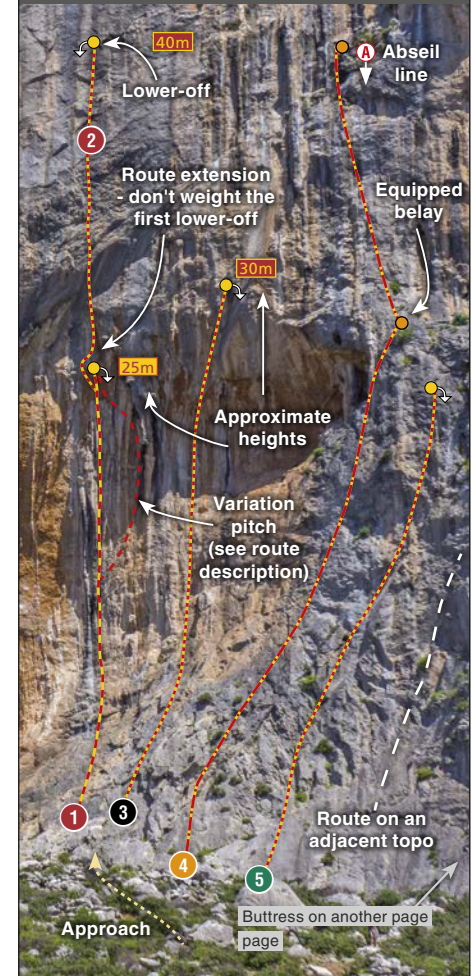 40m
A Abseil
line
Lower-off
2
Route extension
- don't weight the
first lower-off
Equipped
belay
30m
25m
Approximate
heights
Variation
pitch
(see route
description)
1
3
Route on an
adjacent topo
4
5
Buttress on another page
page
Approach